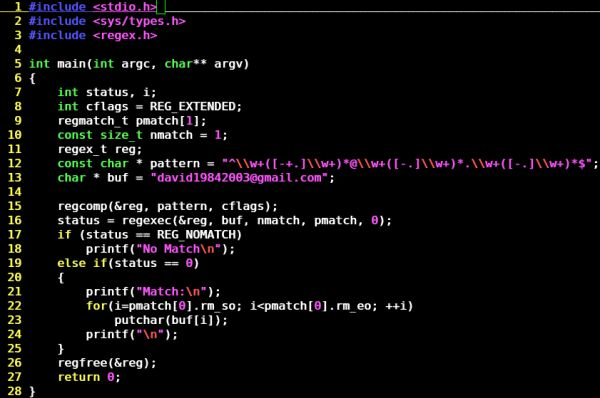 1 #include <stdio.h>
2 #include <sys/types.h>
3 #include <regex.h>
4
5 int main(int argc, char** argv)
6 {
7     int status, i;
8     int cflags = REG_EXTENDED;
9     regmatch_t pmatch[1];
10     const size_t nmatch = 1;
11     regex_t reg;
12     const char * pattern = "^\\w+([-+.]\\w+)*@\\w+([-.]\\w+)*.\\w+([-.]\\w+)*$";
13     char * buf = "david19842003@gmail.com";
14
15     regcomp(&reg, pattern, cflags);
16     status = regexec(&reg, buf, nmatch, pmatch, 0);
17     if (status == REG_NOMATCH)
18         printf("No Match\n");
19     else if(status == 0)
20     {
21         printf("Match:\n");
22         for(i=pmatch[0].rm_so; i<pmatch[0].rm_eo; ++i)
23             putchar(buf[i]);
24         printf("\n");
25     }
26     regfree(&reg);
27     return 0;
28 }